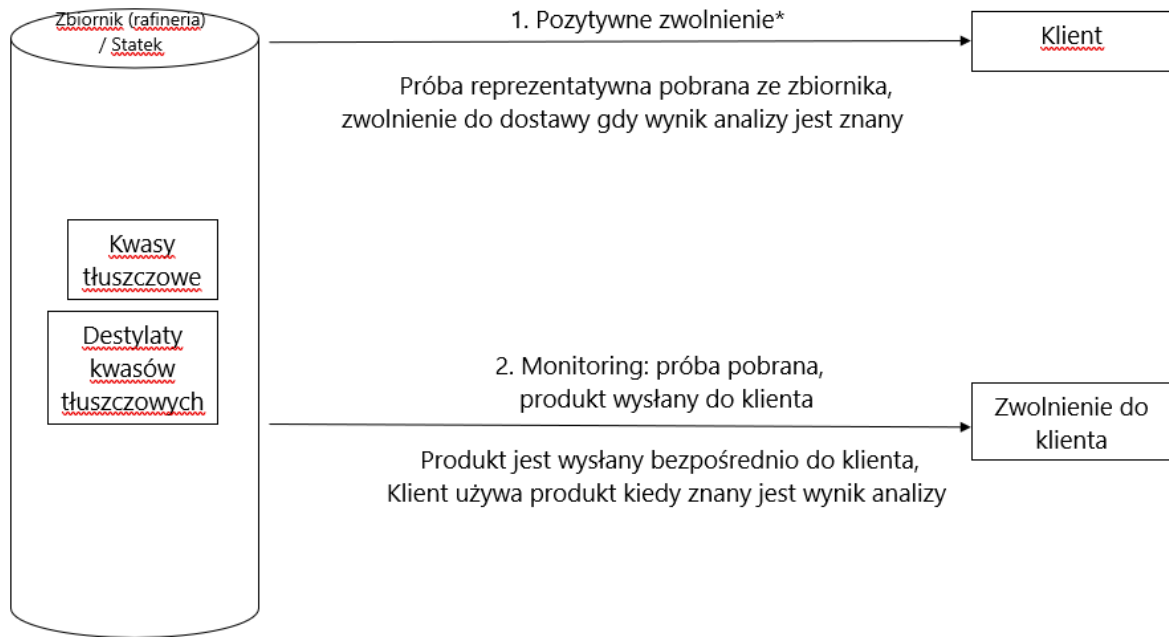 Zbiornik (rafineria)
/ Statek
1. Pozytywne zwolnienie*
Klient
Próba reprezentatywna pobrana ze zbiornika,
zwolnienie do dostawy gdy wynik analizy jest znany
Kwasy
tłuszczowe
Destylaty
kwasów
tłuszczowych
2. Monitoring: próba pobrana,
produkt wysłany do klienta
Zwolnienie do
klienta
Produkt jest wysłany bezpośrednio do klienta,
Klient używa produkt kiedy znany jest wynik analizy